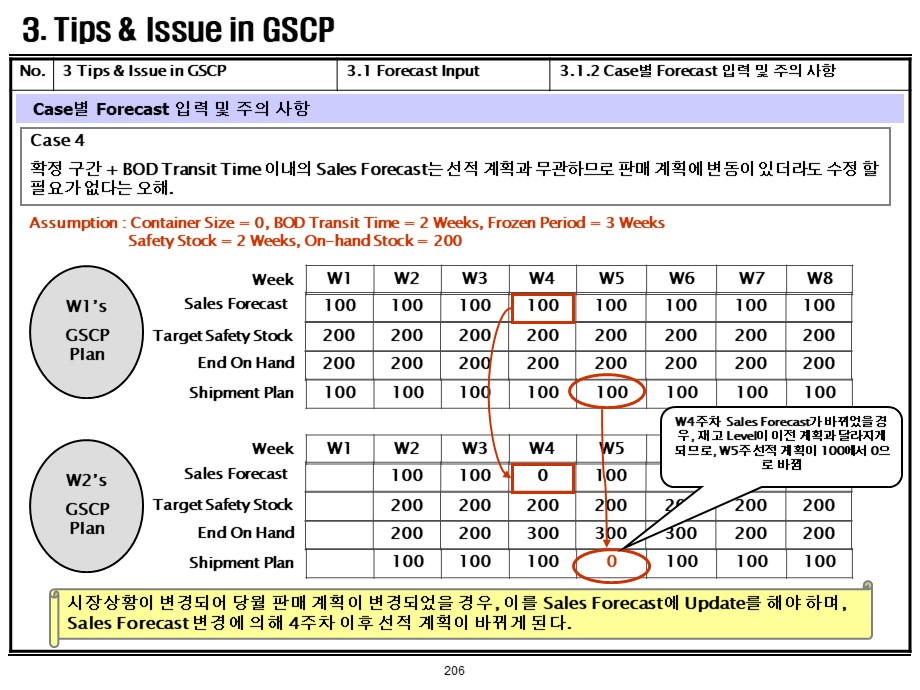 3. Tips & Issue in GSCP
No. 3 Tips & Issue in GSCP 3.1 Forecast Input 3.1.2 Case별 Forecast 입력 및 주의 사항
Case별 Forecast 입력 및 주의 사항
Case 4
확정 구간 + BOD Transit Time 이내의 Sales Forecast는 선적 계획과 무관하므로 판매 계획에 변동이 있더라도 수정 할
필요가 없다는 오해.
Assumption : Container Size = 0, BOD Transit Time = 2 Weeks, Frozen Period = 3 Weeks
Safety Stock = 2 Weeks, On-hand Stock = 200
W1's
GSCP
Plan
Week W1 W2 W3 W4 W5 W6 W7 W8
Sales Forecast 100 100 100 100 100 100 100 100
Target Safety Stock 200 200 200 200 200 200 200 200
End On Hand 200 200 200 200 200 200 200 200
Shipment Plan 100 100 100 100 100 100 100 100
W4주차 Sales Forecast가 바뀌었을 경
우, 재고 Level이 이전 계획과 달라지게
되므로, W5주 선적 계획이 100에서 0으
로 바뀜
W2's
GSCP
Plan
Week W1 W2 W3 W4 W5
Sales Forecast 100 100 0 100
Target Safety Stock 200 200 200 200 200 200 200
End On Hand 200 200 300 300 300 200 200
Shipment Plan 100 100 100 0 100 100 100
시장상황이 변경되어 당월 판매 계획이 변경되었을 경우, 이를 Sales Forecast에 Update를 해야 하며,
Sales Forecast 변경에 의해 4주차 이후 선적 계획이 바뀌게 된다.
206